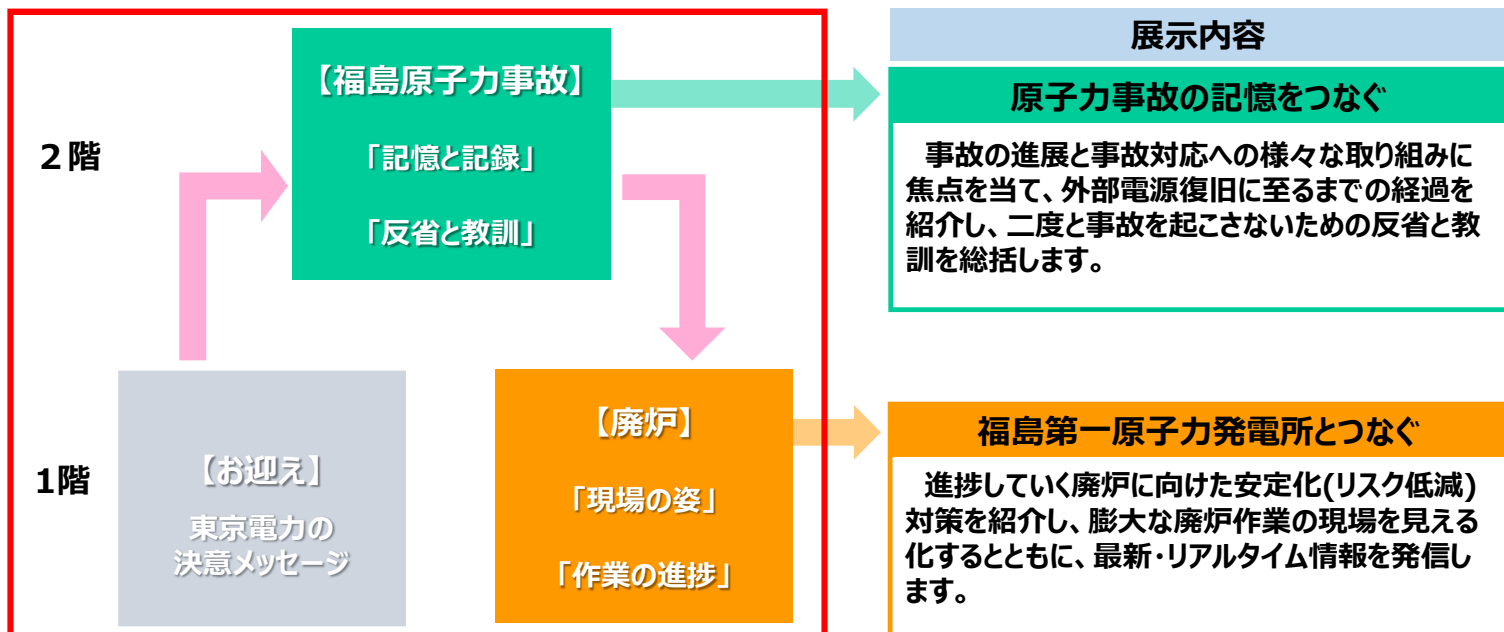 2階
【福島原子力事故】
「記憶と記録」
「反省と教訓」
1階
【お迎え】
東京電力の
決意メッセージ
【廃炉】
「現場の姿」
「作業の進捗」
展示内容
原子力事故の記憶をつなぐ
事故の進展と事故対応への様々な取り組みに
焦点を当て、外部電源復旧に至るまでの経過を
紹介し、二度と事故を起こさないための反省と教
訓を総括します。
福島第一原子力発電所とつなぐ
進捗していく廃炉に向けた安定化(リスク低減)
対策を紹介し、膨大な廃炉作業の現場を見える
化するとともに、最新・リアルタイム情報を発信し
ます。